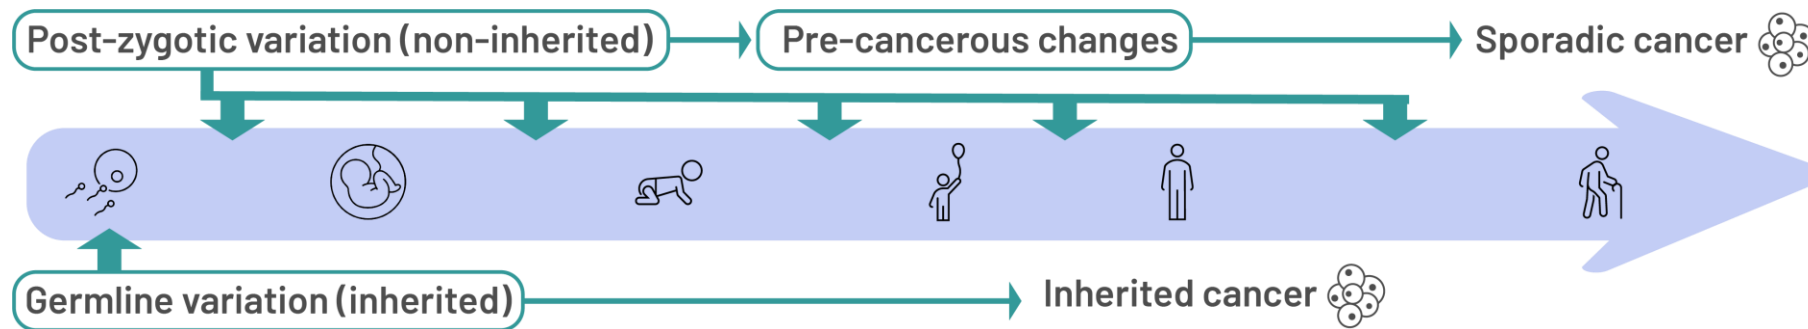 Post-zygotic variation (non-inherited)
Pre-cancerous changes
Sporadic cancer
Germline variation (inherited)
Inherited cancer